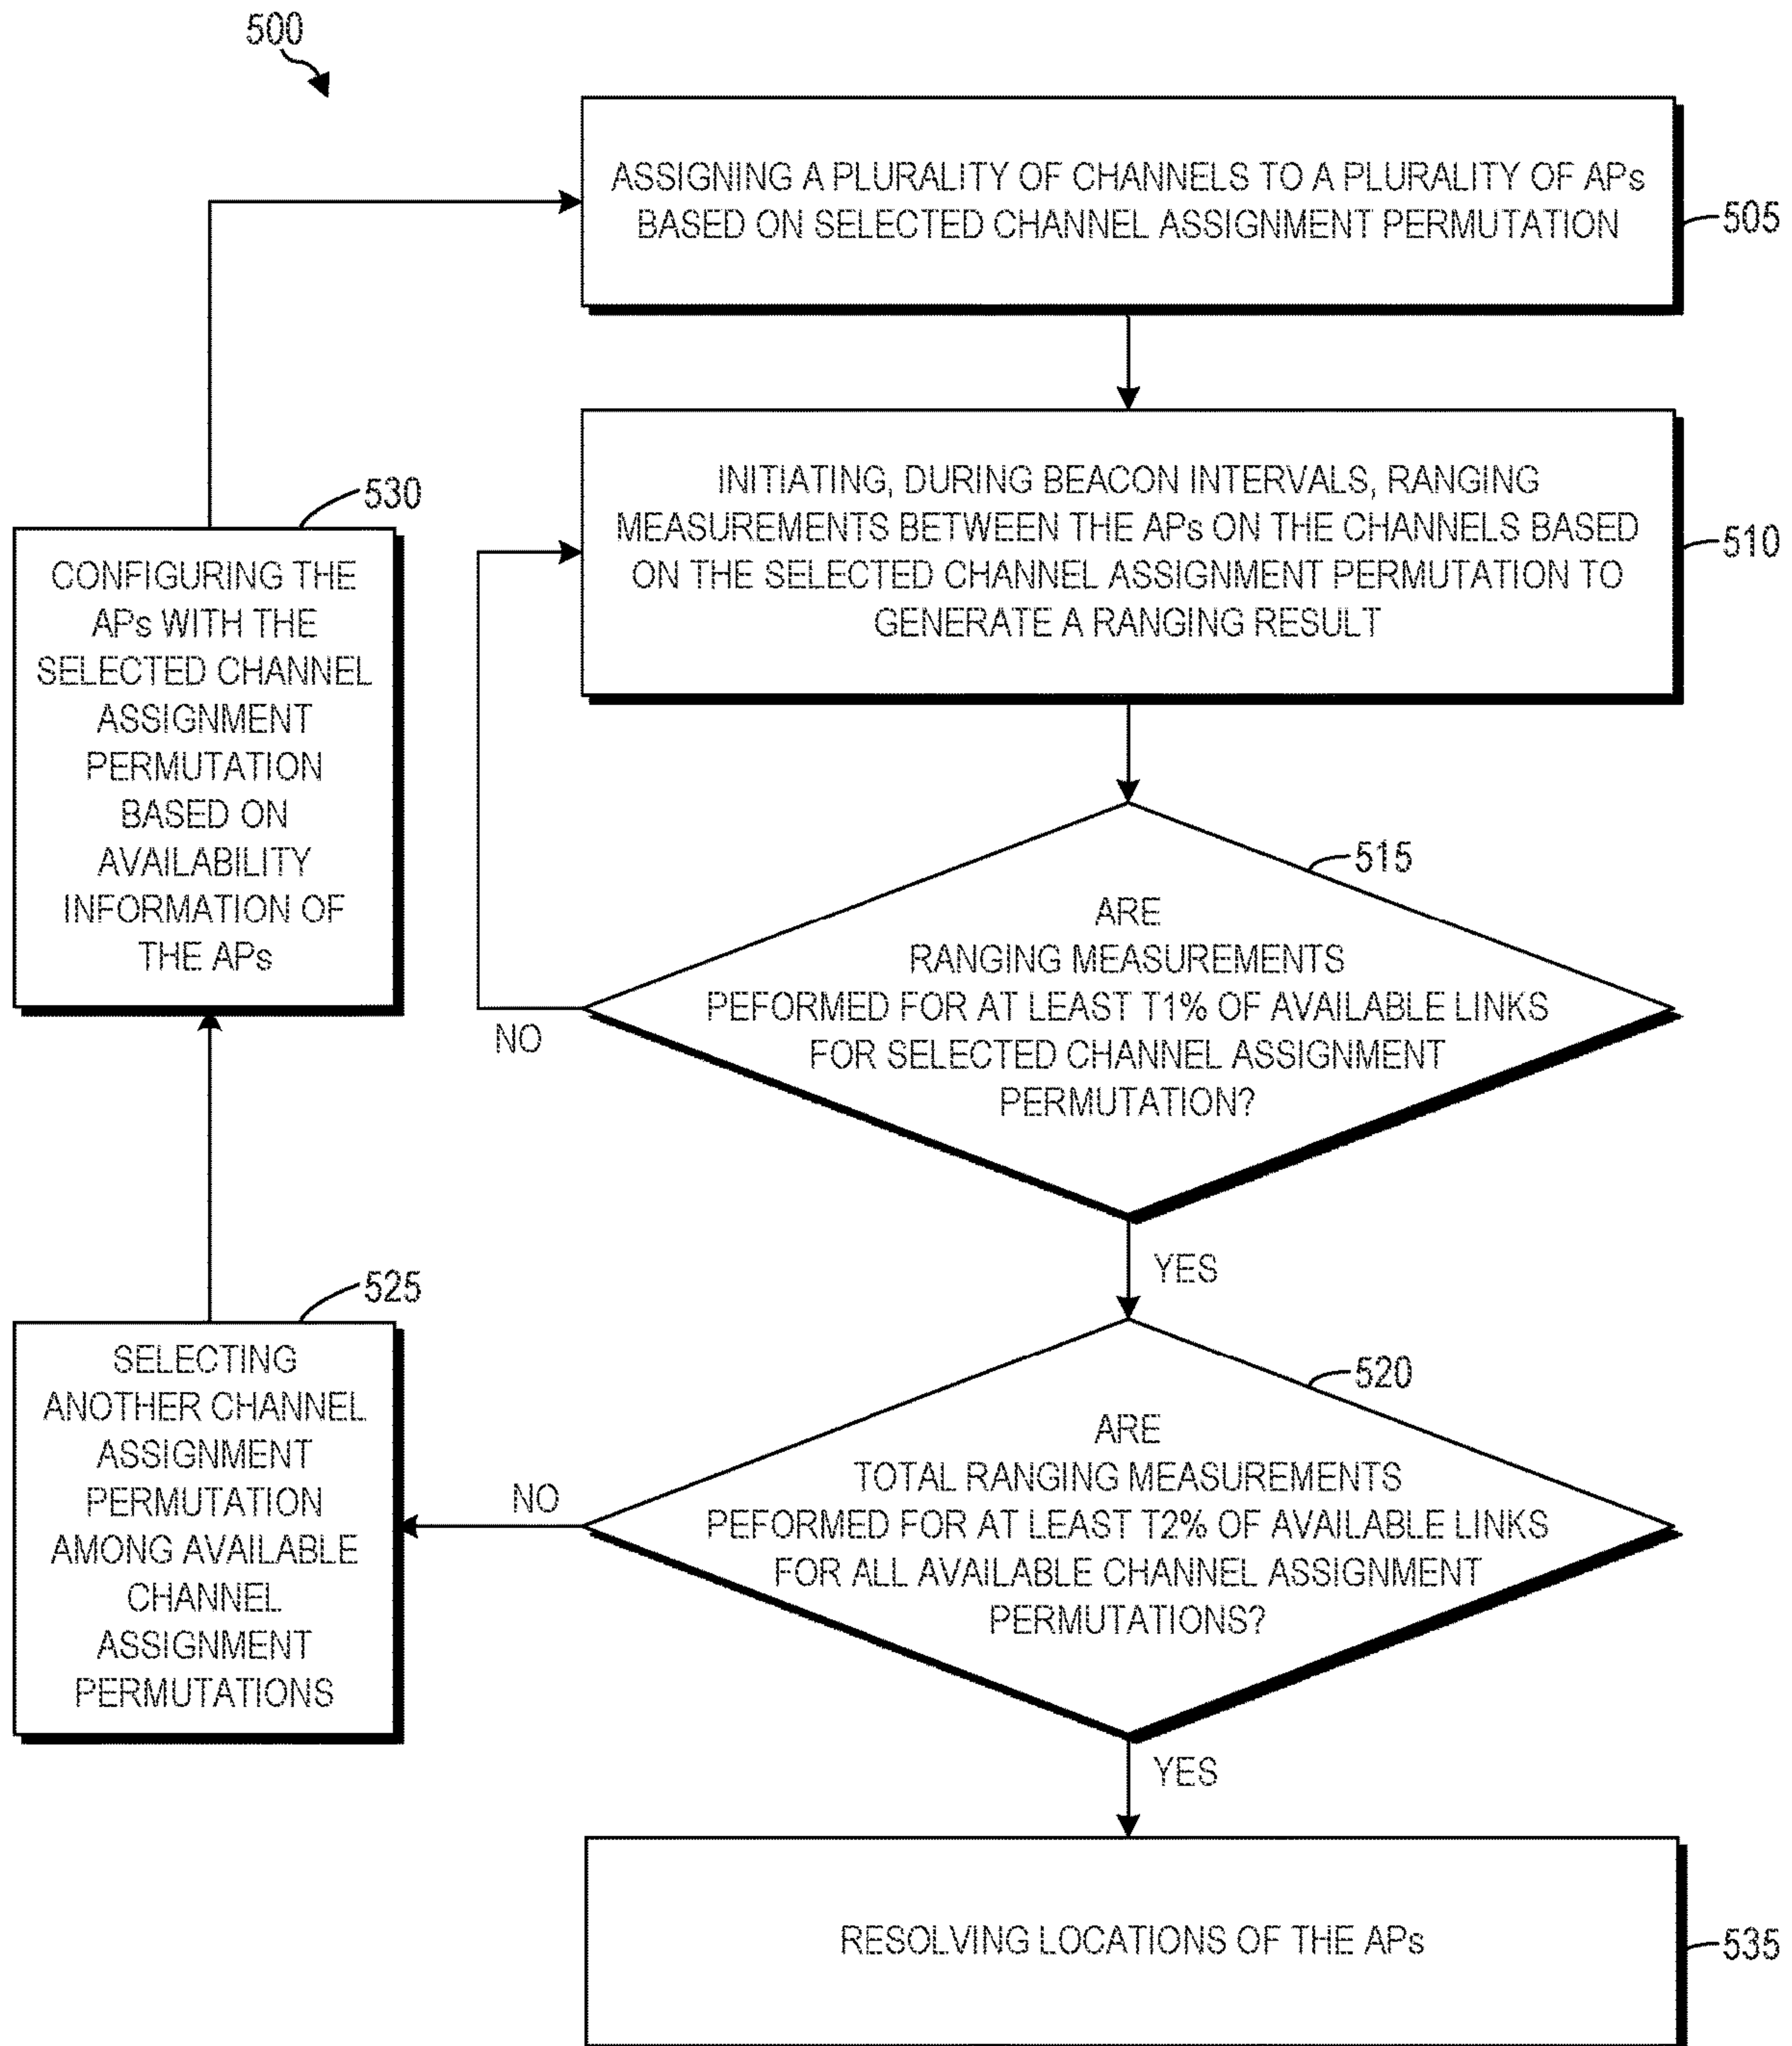 500
ASSIGNING A PLURALITY OF CHANNELS TO A PLURALITY OF APs
BASED ON SELECTED CHANNEL ASSIGNMENT PERMUTATION
505
INITIATING, DURING BEACON INTERVALS, RANGING
MEASUREMENTS BETWEEN THE APs ON THE CHANNELS BASED
ON THE SELECTED CHANNEL ASSIGNMENT PERMUTATION TO
GENERATE A RANGING RESULT
510
530
CONFIGURING THE
APs WITH THE
SELECTED CHANNEL
ASSIGNMENT
PERMUTATION
BASED ON
AVAILABILITY
INFORMATION OF
THE APs
515
ARE
RANGING MEASUREMENTS
PEFORMED FOR AT LEAST T1% OF AVAILABLE LINKS
FOR SELECTED CHANNEL ASSIGNMENT
PERMUTATION?
NO
YES
525
SELECTING
ANOTHER CHANNEL
ASSIGNMENT
PERMUTATION
AMONG AVAILABLE
CHANNEL
ASSIGNMENT
PERMUTATIONS
520
ARE
TOTAL RANGING MEASUREMENTS
PEFORMED FOR AT LEAST T2% OF AVAILABLE LINKS
FOR ALL AVAILABLE CHANNEL ASSIGNMENT
PERMUTATIONS?
NO
YES
RESOLVING LOCATIONS OF THE APs
535